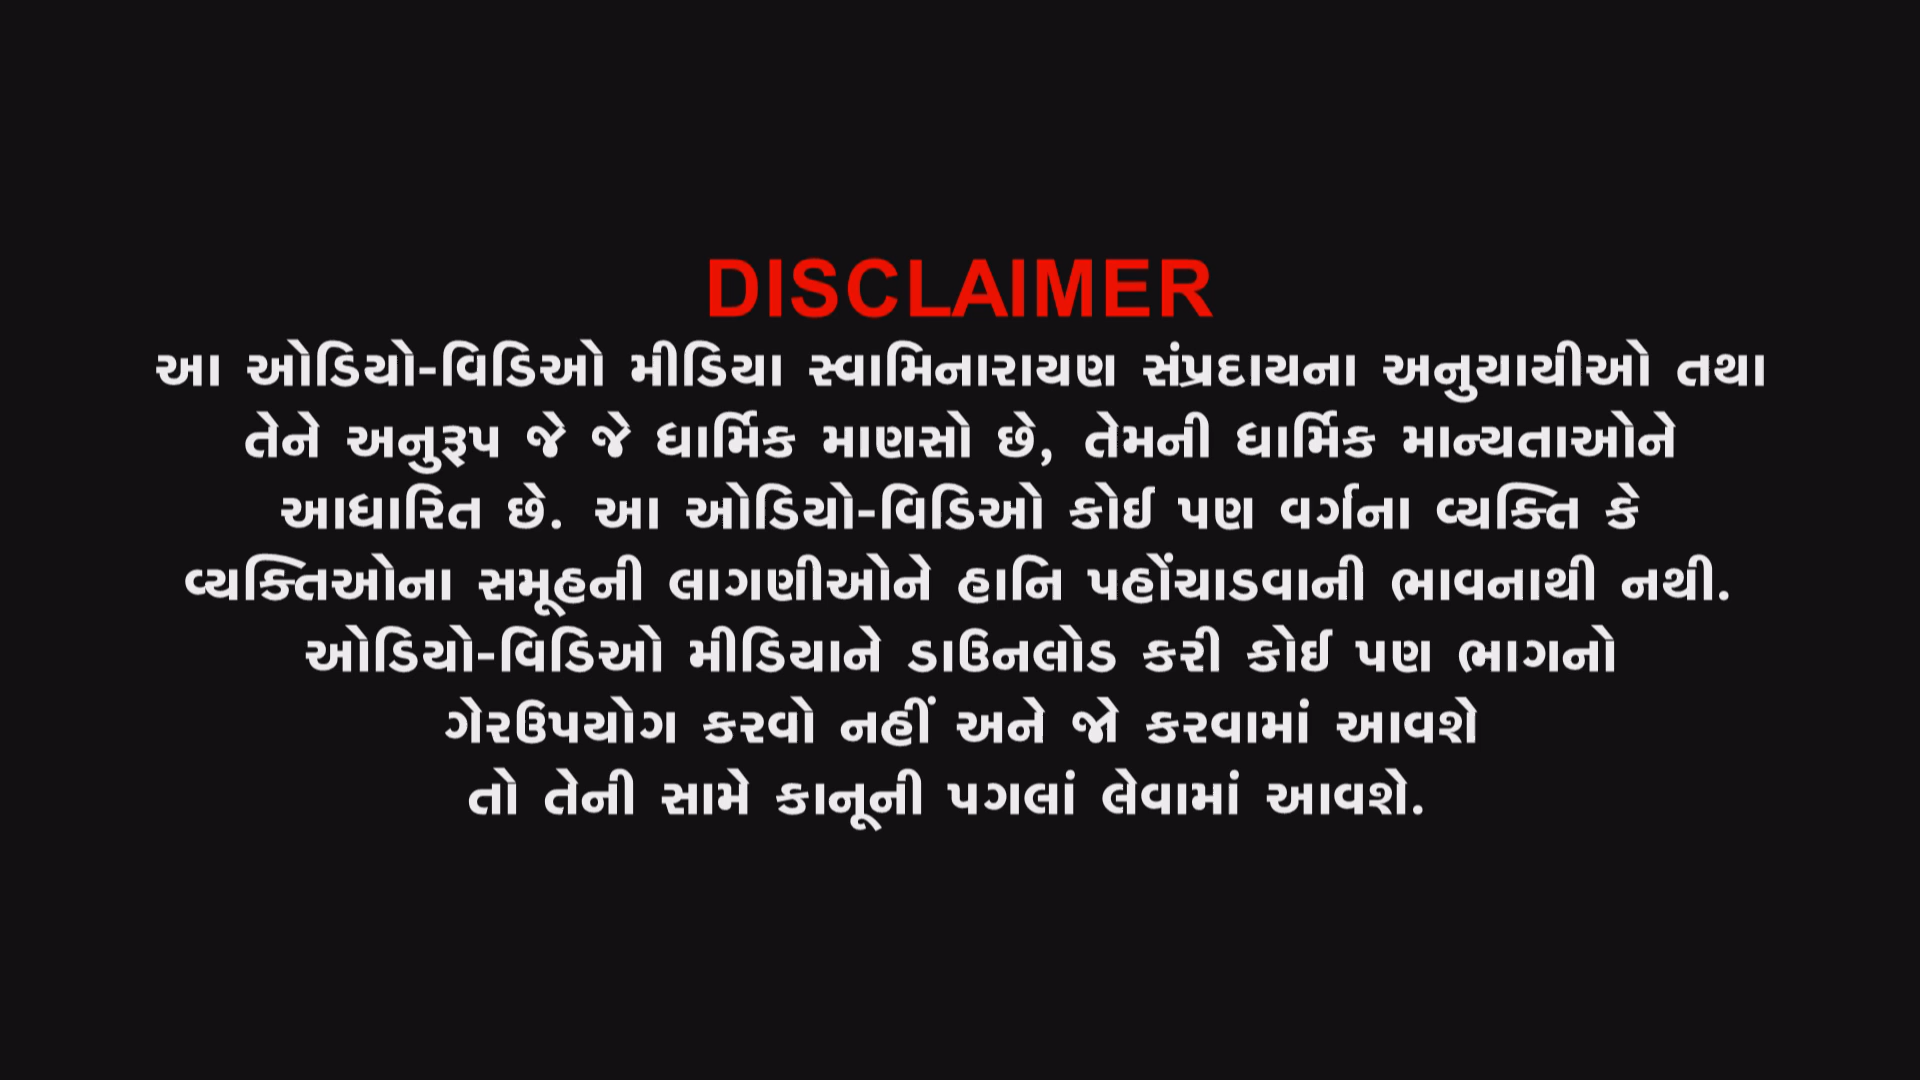 DISCLAIMER
આ ઓડિયો-વિડિઓ મીડિયા સ્વામિનારાયણ સંપ્રદાયના અનુયાયીઓ તથા
તેને અનુરૂપ જે જે ધાર્મિક માણસો છે, તેમની ધાર્મિક માન્યતાઓને
આધારિત છે. આ ઓડિયો-વિડિઓ કોઈ પણ વર્ગના વ્યક્તિ કે
વ્યક્તિઓના સમૂહની લાગણીઓને હાનિ પહોંચાડવાની ભાવનાથી નથી.
ઓડિયો-વિડિઓ મીડિયાને ડાઉનલોડ કરી કોઈ પણ ભાગનો
ગેરઉપયોગ કરવો નહીં અને જો કરવામાં આવશે
તો તેની સામે કાનૂની પગલાં લેવામાં આવશે.